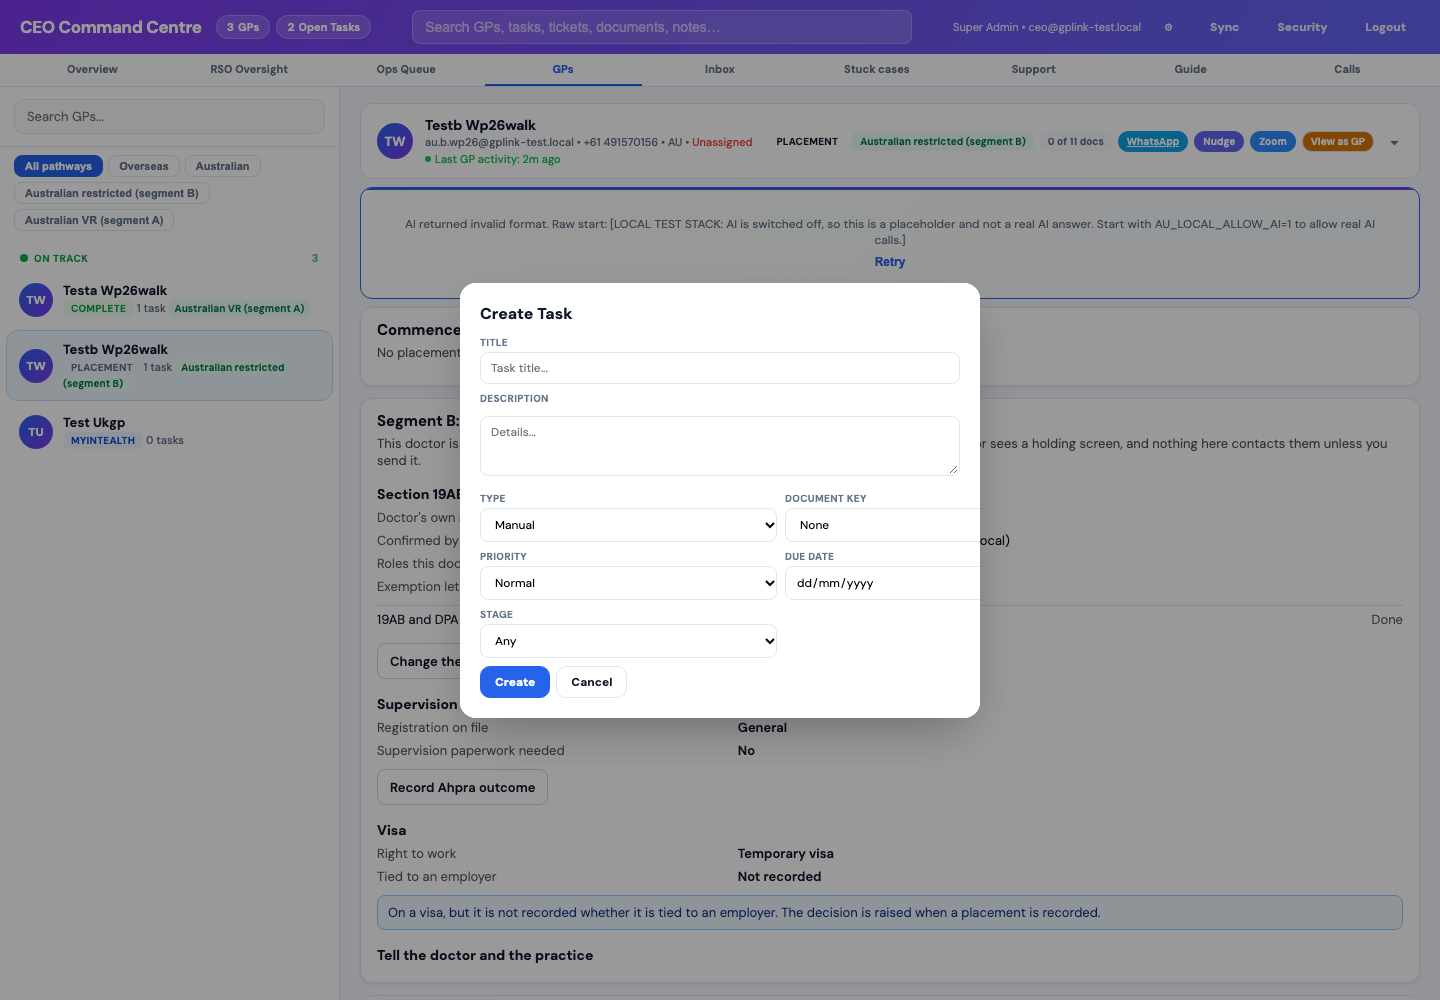 CEO Command Centre
3 GPs
2 Open Tasks
Search GPs, tasks, tickets, documents, notes...
Super Admin • ceo@gplink-test.local
Sync
Security
Logout
Overview
RSO Oversight
Ops Queue
GPs
Inbox
Stuck cases
Support
Guide
Calls
Search GPs...
All pathways
Overseas
Australian
Australian restricted (segment B)
Australian VR (segment A)
ON TRACK
3
TW
Testa Wp26walk
COMPLETE 1 task Australian VR (segment A)
TW
Testb Wp26walk
PLACEMENT 1 task Australian restricted
(segment B)
TU
Test Ukgp
MYINTEALTH 0 tasks
TW
Testb Wp26walk
au.b.wp26@gplink-test.local • +61 491570156 • AU • Unassigned
Last GP activity: 2m ago
PLACEMENT
Australian restricted (segment B)
0 of 11 docs
WhatsApp
Nudge
Zoom
View as GP
AI returned invalid format. Raw start: [LOCAL TEST STACK: AI is switched off, so this is a placeholder and not a real AI answer. Start with AU_LOCAL_ALLOW_AI=1 to allow real AI
calls.]
Retry
Commence
No placement
Segment B:
This doctor is
r sees a holding screen, and nothing here contacts them unless you
send it.
Section 19AB
Doctor's own
Confirmed by
ocal)
Roles this doc
Exemption let
19AB and DPA
Done
Change the
Supervision
Registration on file
General
Supervision paperwork needed
No
Record Ahpra outcome
Visa
Right to work
Temporary visa
Tied to an employer
Not recorded
On a visa, but it is not recorded whether it is tied to an employer. The decision is raised when a placement is recorded.
Tell the doctor and the practice
Create Task
TITLE
Task title...
DESCRIPTION
Details...
TYPE
DOCUMENT KEY
Manual
None
PRIORITY
DUE DATE
Normal
dd/mm/yyyy
STAGE
Any
Create
Cancel